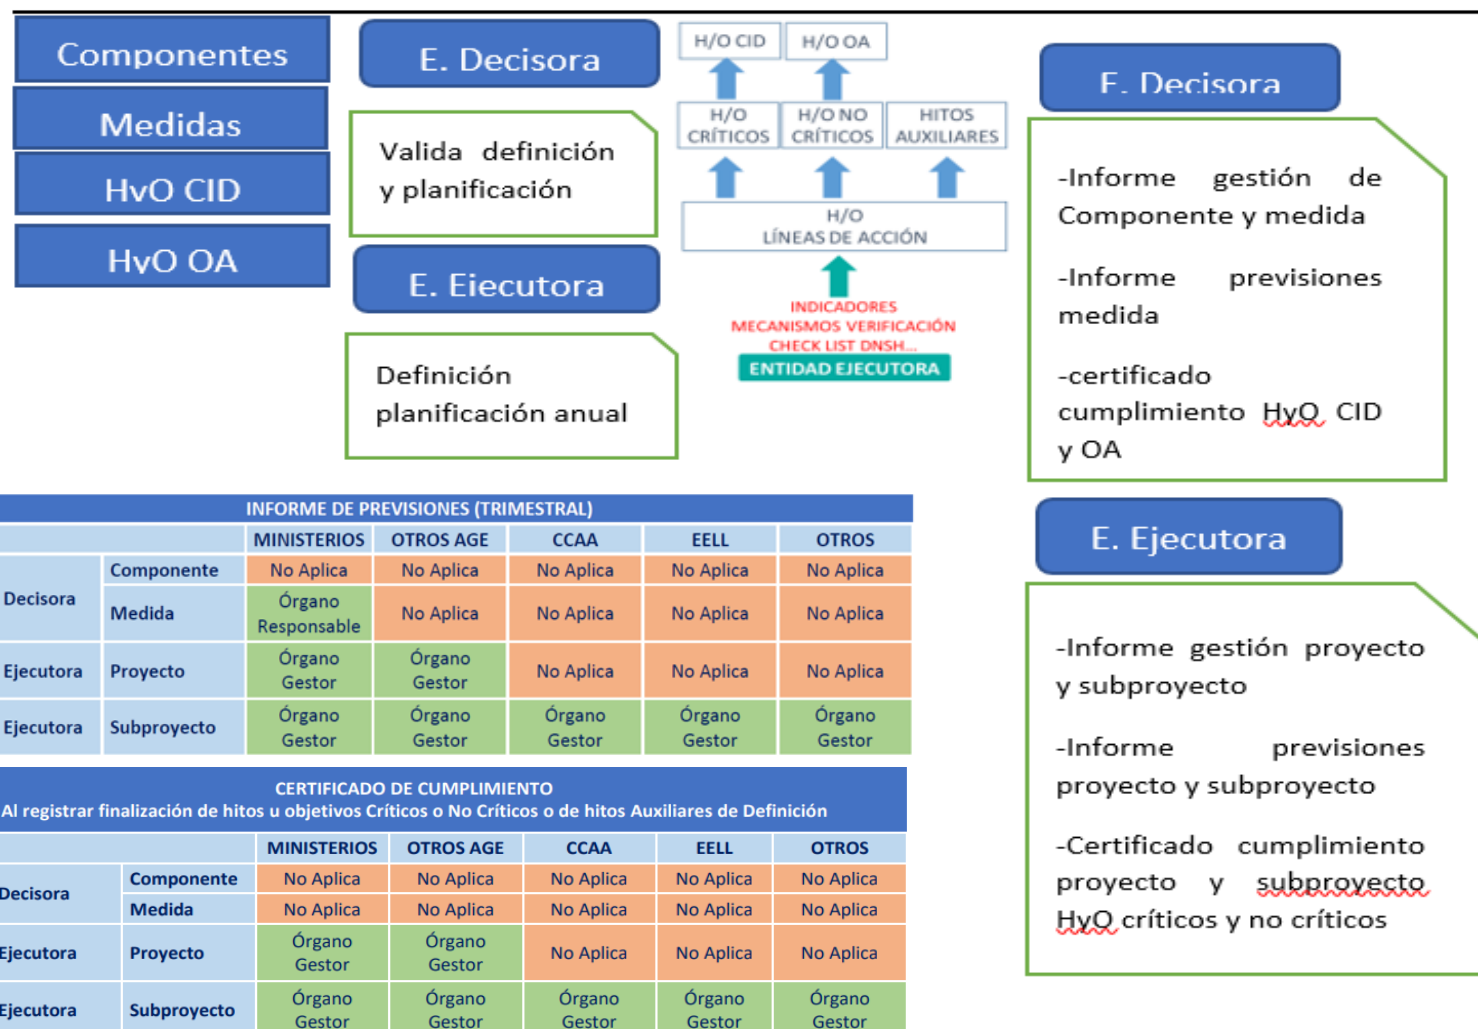 Componentes
Medidas
HvO CID
HvO OA
E. Decisora
Valida definición
y planificación
E. Eiecutora
Definición
planificación anual
H/O CID
H/O OA
H/O
CRÍTICOS
H/O NO
CRÍTICOS
HITOS
AUXILIARES
H/O
LÍNEAS DE ACCIÓN
INDICADORES
MECANISMOS VERIFICACIÓN
CHECK LIST DNSH...
ENTIDAD EJECUTORA
E. Decisora
-Informe gestión de
Componente y medida
-Informe previsiones
medida
-certificado
cumplimiento HyO CID
y OA
E. Ejecutora
-Informe gestión proyecto
y subproyecto
-Informe previsiones
proyecto y subproyecto
-Certificado cumplimiento
proyecto y subproyecto
HyO críticos y no críticos
INFORME DE PREVISIONES (TRIMESTRAL)
MINISTERIOS OTROS AGE CCAA EELL OTROS
Decisora
Componente No Aplica No Aplica No Aplica No Aplica No Aplica
Medida Órgano Responsable No Aplica No Aplica No Aplica No Aplica
Ejecutora Proyecto Órgano Gestor Órgano Gestor No Aplica No Aplica No Aplica
Ejecutora Subproyecto Órgano Gestor Órgano Gestor Órgano Gestor Órgano Gestor Órgano Gestor
CERTIFICADO DE CUMPLIMIENTO
Al registrar finalización de hitos u objetivos Críticos o No Críticos o de hitos Auxiliares de Definición
MINISTERIOS OTROS AGE CCAA EELL OTROS
Decisora
Componente No Aplica No Aplica No Aplica No Aplica No Aplica
Medida No Aplica No Aplica No Aplica No Aplica No Aplica
Ejecutora Proyecto Órgano Gestor Órgano Gestor No Aplica No Aplica No Aplica
Ejecutora Subproyecto Órgano Gestor Órgano Gestor Órgano Gestor Órgano Gestor Órgano Gestor